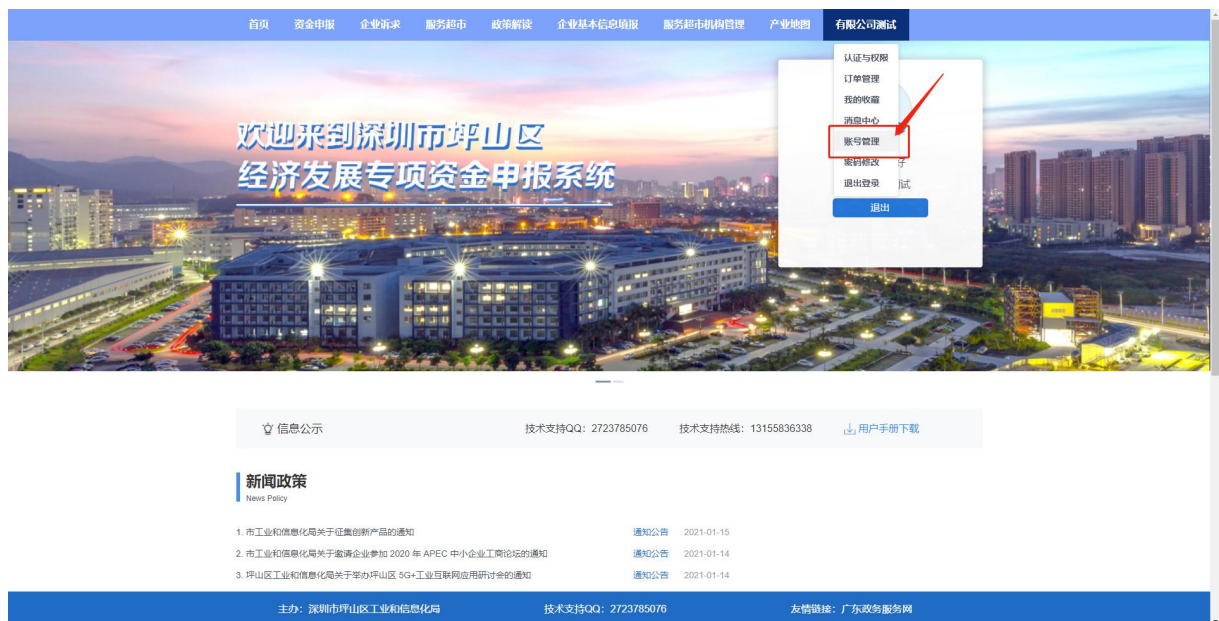 首页 资金申报 企业诉求 服务超市 政策解读 企业基本信息填报 服务超市机构管理 产业地图 有限公司测试
认证与权限
订单管理
我的收藏
消息中心
账号管理
密码修改 子
退出登录 试
退出
欢迎来到深圳市坪山区
经济发展专项资金申报系统
信息公示 技术支持QQ：2723785076 技术支持热线：13155836338 用户手册下载
新闻政策
News Policy
1. 市工业和信息化局关于征集创新产品的通知 通知公告 2021-01-15
2. 市工业和信息化局关于邀请企业参加 2020 年 APEC 中小企业工商论坛的通知 通知公告 2021-01-14
3. 坪山区工业和信息化局关于举办坪山区 5G+工业互联网应用研讨会的通知 通知公告 2021-01-14
主办：深圳市坪山区工业和信息化局 技术支持QQ：2723785076 友情链接：广东政务服务网